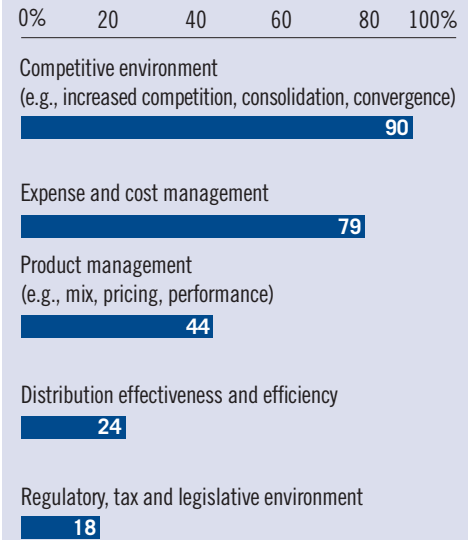 0% 20 40 60 80 100%
Competitive environment
(e.g., increased competition, consolidation, convergence)
90
Expense and cost management
79
Product management
(e.g., mix, pricing, performance)
44
Distribution effectiveness and efficiency
24
Regulatory, tax and legislative environment
18